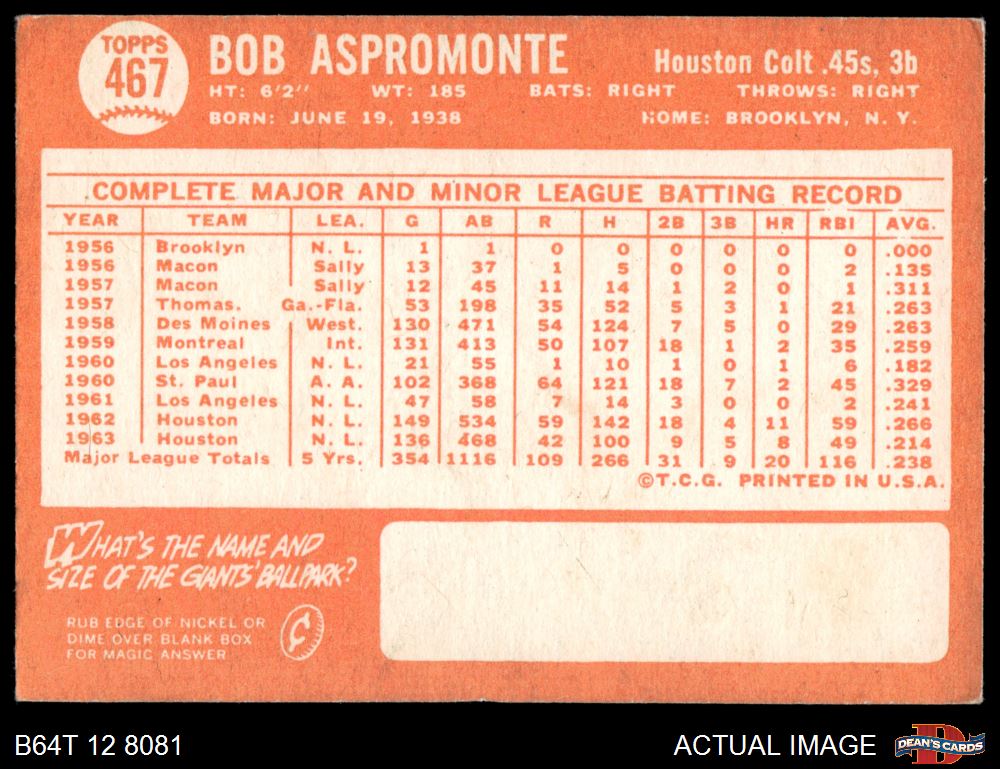 TOPPS
467
BOB ASPROMONTE
Houston Colt .45s, 3b
HT: 6'2" WT: 185 BATS: RIGHT THROWS: RIGHT
BORN: JUNE 19, 1938 HOME: BROOKLYN, N. Y.
COMPLETE MAJOR AND MINOR LEAGUE BATTING RECORD
YEAR TEAM LEA. G AB R H 2B 3B HR RBI AVG.
1956 Brooklyn N. L. 1 1 0 0 0 0 0 0 .000
1956 Macon Sally 13 37 1 5 0 0 0 2 .135
1957 Macon Sally 12 45 11 14 1 2 0 1 .311
1957 Thomas. Ga.-Fla. 53 198 35 52 5 3 1 21 .263
1958 Des Moines West. 130 471 54 124 7 5 0 29 .263
1959 Montreal Int. 131 413 50 107 18 1 2 35 .259
1960 Los Angeles N. L. 21 55 1 10 1 0 1 6 .182
1960 St. Paul A. A. 102 368 64 121 18 7 2 45 .329
1961 Los Angeles N. L. 47 58 7 14 3 0 0 2 .241
1962 Houston N. L. 149 534 59 142 18 4 11 59 .266
1963 Houston N. L. 136 468 42 100 9 5 8 49 .214
Major League Totals 5 Yrs. 354 1116 109 266 31 9 20 116 .238
©T.C.G. PRINTED IN U.S.A.
WHAT'S THE NAME AND
SIZE OF THE GIANTS' BALLPARK?
RUB EDGE OF NICKEL OR
DIME OVER BLANK BOX
FOR MAGIC ANSWER
¢
B64T 12 8081
ACTUAL IMAGE
D
DEAN'S CARDS